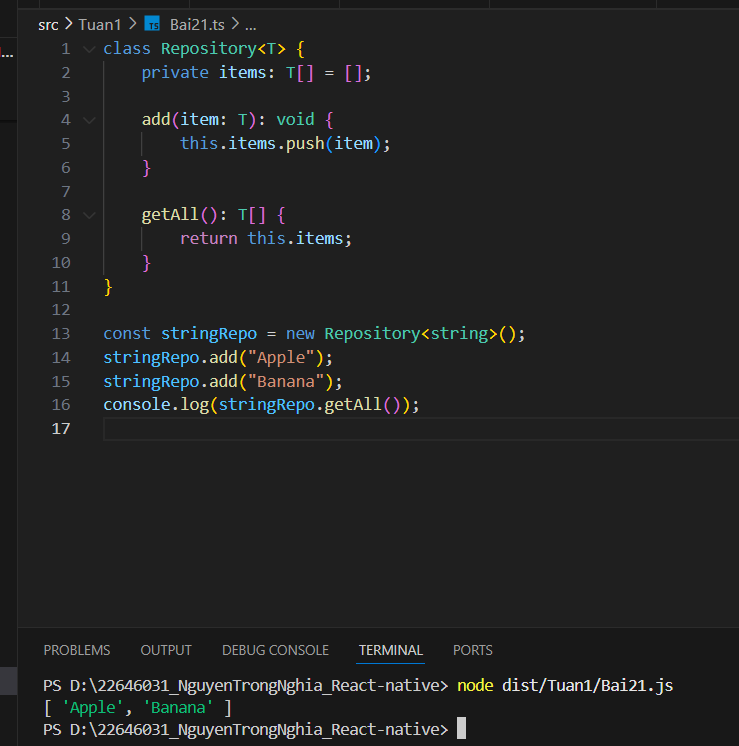 ...
src > Tuan1 > TS Bai21.ts > ...
1 class Repository<T> {
2     private items: T[] = [];
3
4     add(item: T): void {
5         this.items.push(item);
6     }
7
8     getAll(): T[] {
9         return this.items;
10     }
11 }
12
13 const stringRepo = new Repository<string>();
14 stringRepo.add("Apple");
15 stringRepo.add("Banana");
16 console.log(stringRepo.getAll());
17
PROBLEMS OUTPUT DEBUG CONSOLE TERMINAL PORTS
PS D:\22646031_NguyenTrongNghia_React-native> node dist/Tuan1/Bai21.js
[ 'Apple', 'Banana' ]
PS D:\22646031_NguyenTrongNghia_React-native>